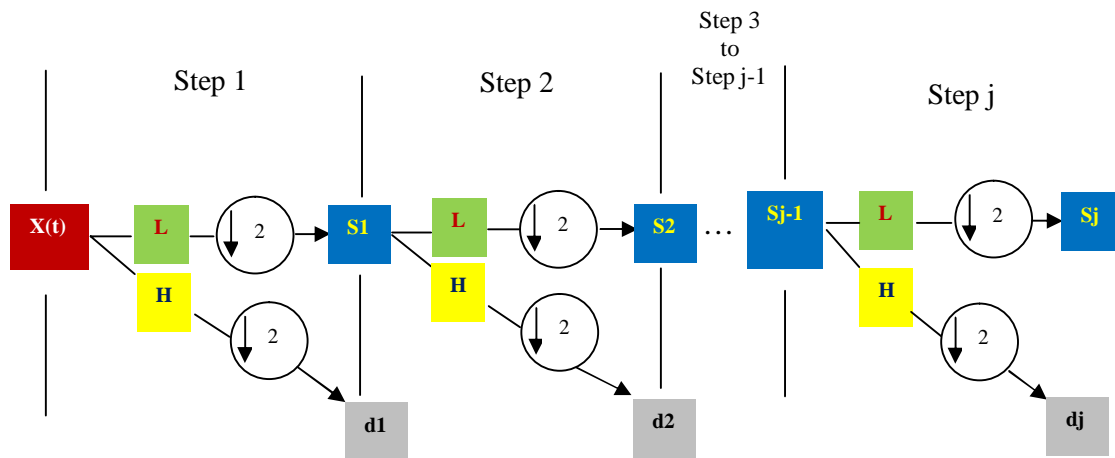 Step 1
Step 2
Step 3
to
Step j-1
Step j
X(t)
L
2
S1
L
2
S2
…
Sj-1
L
2
Sj
H
2
d1
H
2
d2
H
2
dj